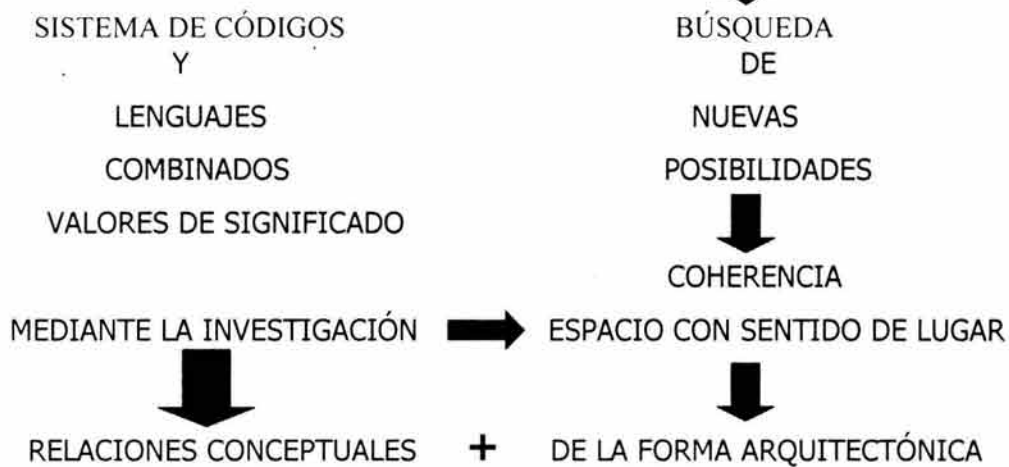 SISTEMA DE CÓDIGOS
Y
LENGUAJES
COMBINADOS
VALORES DE SIGNIFICADO
MEDIANTE LA INVESTIGACIÓN
RELACIONES CONCEPTUALES
+
BÚSQUEDA
DE
NUEVAS
POSIBILIDADES
COHERENCIA
ESPACIO CON SENTIDO DE LUGAR
DE LA FORMA ARQUITECTÓNICA